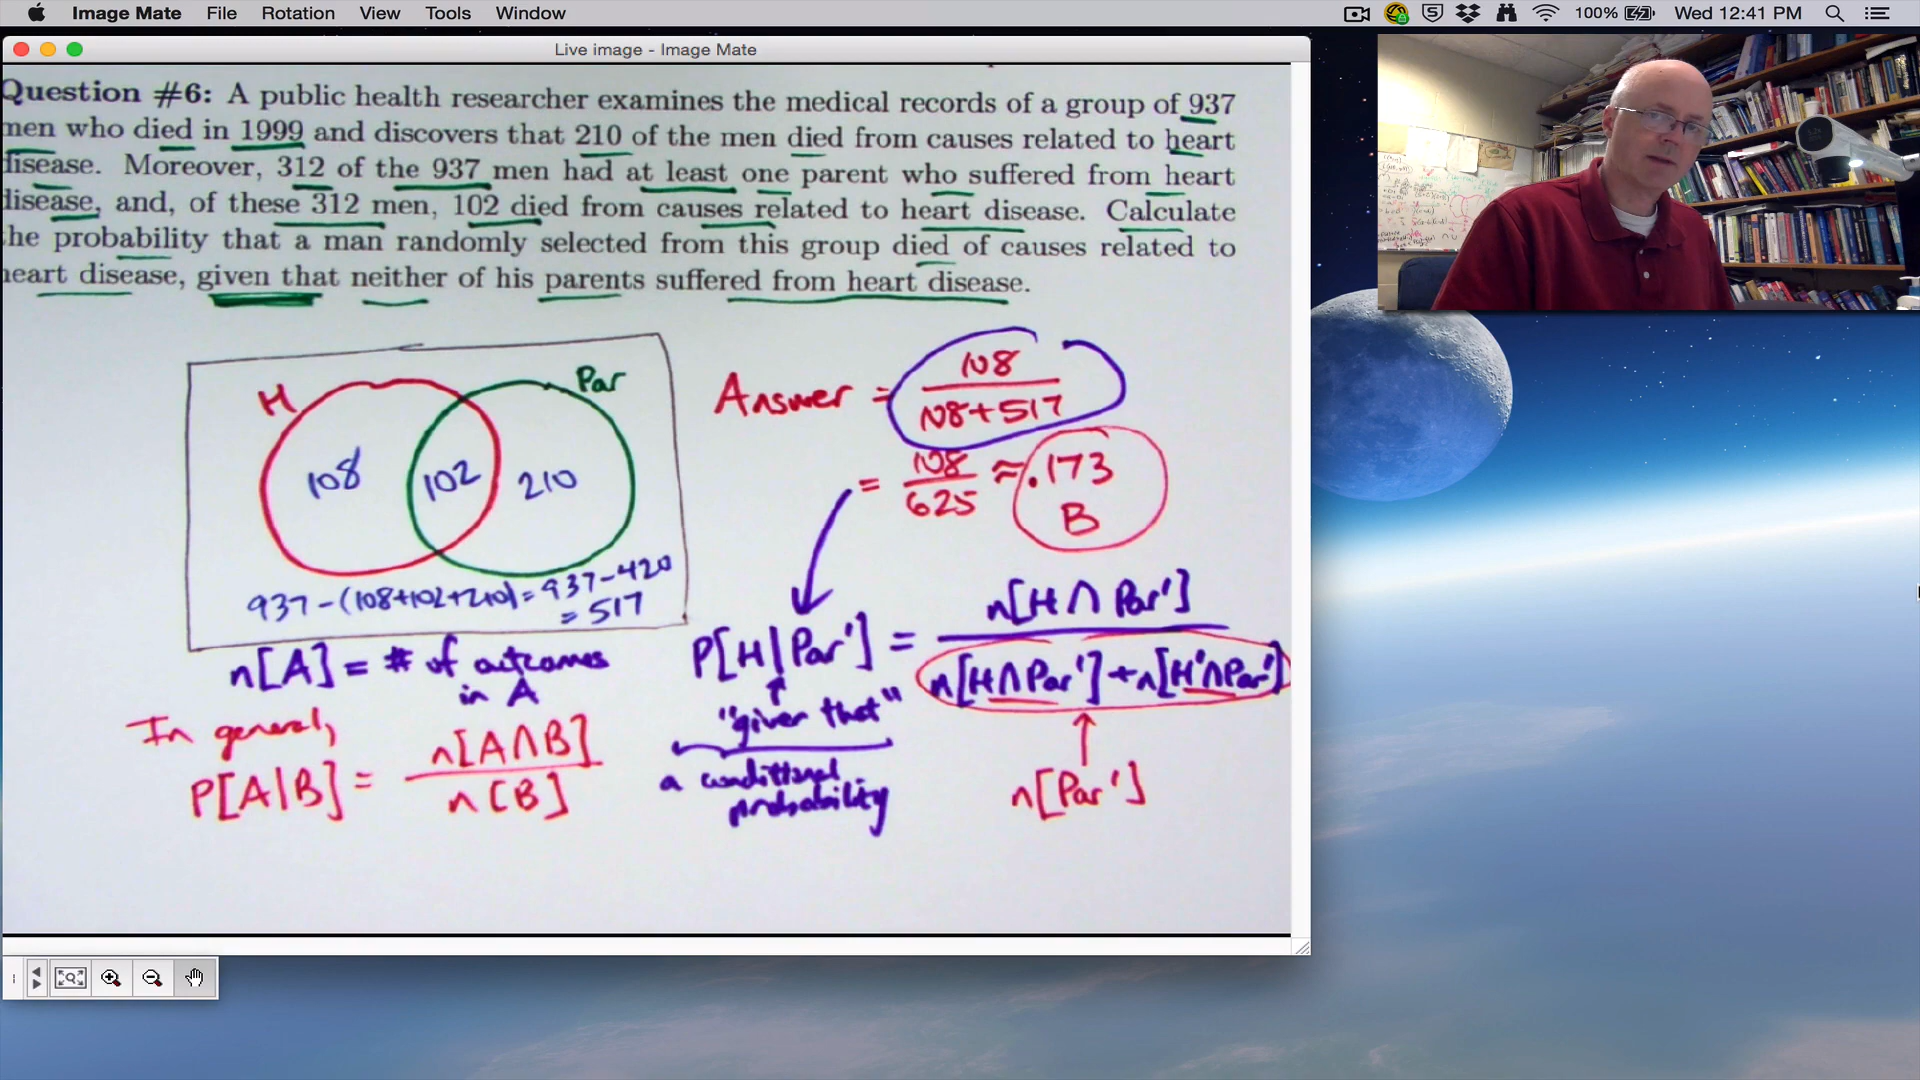 Image Mate File Rotation View Tools Window 100% Wed 12:41 PM
Live image - Image Mate
Question #6: A public health researcher examines the medical records of a group of 937
men who died in 1999 and discovers that 210 of the men died from causes related to heart
disease. Moreover, 312 of the 937 men had at least one parent who suffered from heart
disease, and, of these 312 men, 102 died from causes related to heart disease. Calculate
the probability that a man randomly selected from this group died of causes related to
heart disease, given that neither of his parents suffered from heart disease.
H Par
108 102 210
937-(108+102+210)=937-420
=517
Answer = 108
108+517
= 108 ≈ .173
625 B
n[A] = # of outcomes
in A
In general,
P[A|B] = n[A∩B]
n[B]
P[H|Par'] = n[H∩Par']
n[H∩Par']+n[H'∩Par']
"given that"
a conditional
probability
n[Par']